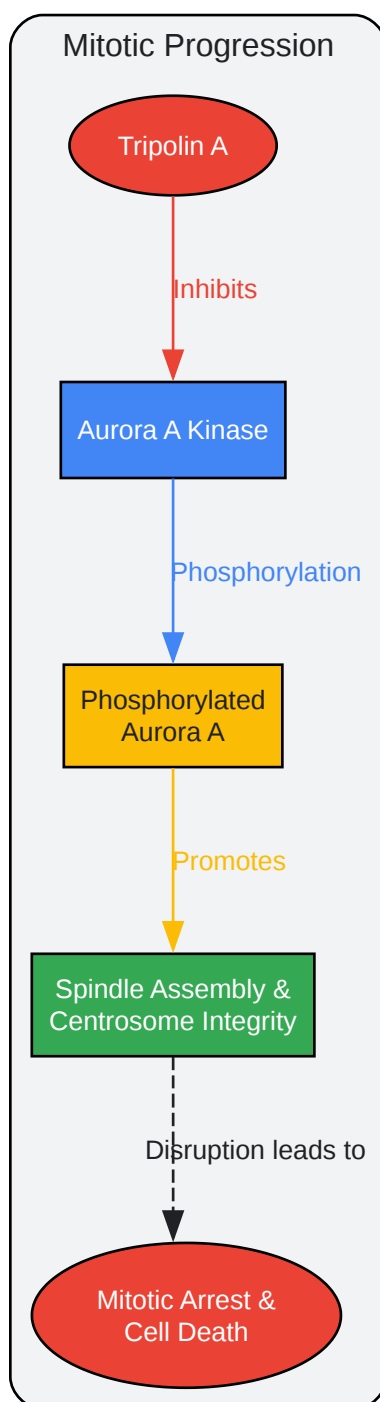 Mitotic Progression
Tripolin A
Inhibits
Aurora A Kinase
Phosphorylation
Phosphorylated
Aurora A
Promotes
Spindle Assembly &
Centrosome Integrity
Disruption leads to
Mitotic Arrest &
Cell Death